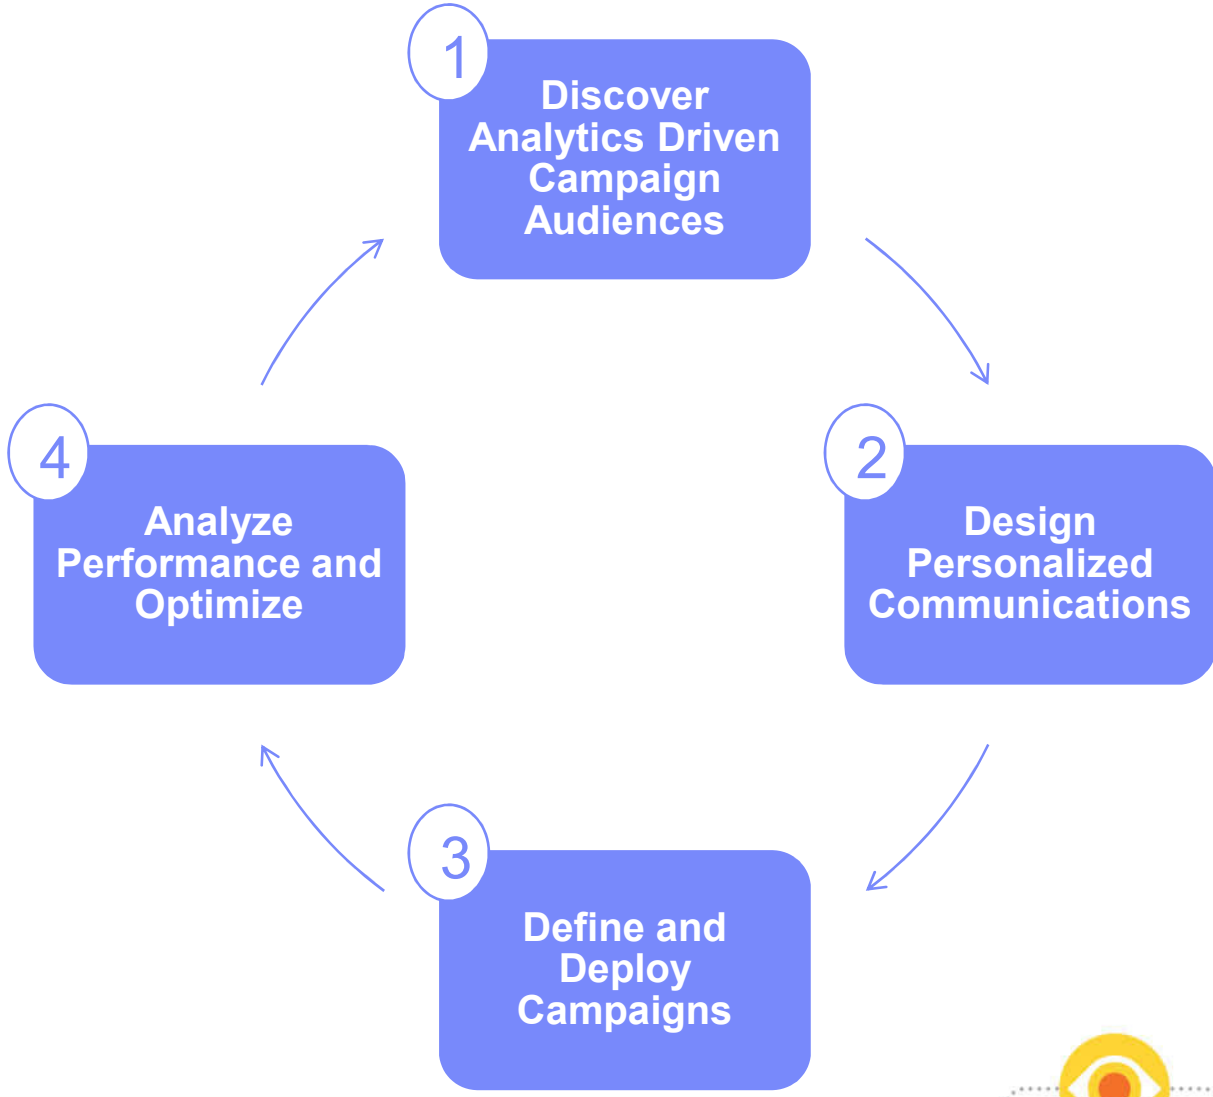 1
Discover
Analytics Driven
Campaign
Audiences
2
Design
Personalized
Communications
3
Define and
Deploy
Campaigns
4
Analyze
Performance and
Optimize